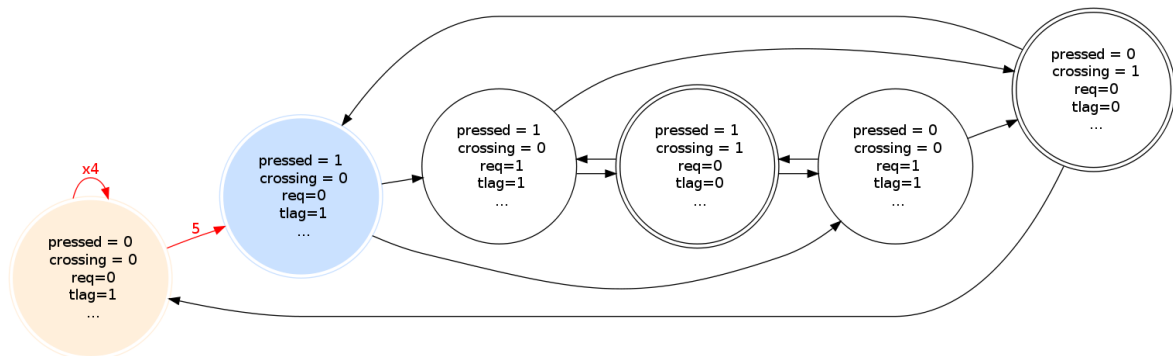 x4
pressed = 0
crossing = 0
req=0
tlag=1
...
5
pressed = 1
crossing = 0
req=0
tlag=1
...
pressed = 1
crossing = 0
req=1
tlag=1
...
pressed = 1
crossing = 1
req=0
tlag=0
...
pressed = 0
crossing = 0
req=1
tlag=1
...
pressed = 0
crossing = 1
req=0
tlag=0
...